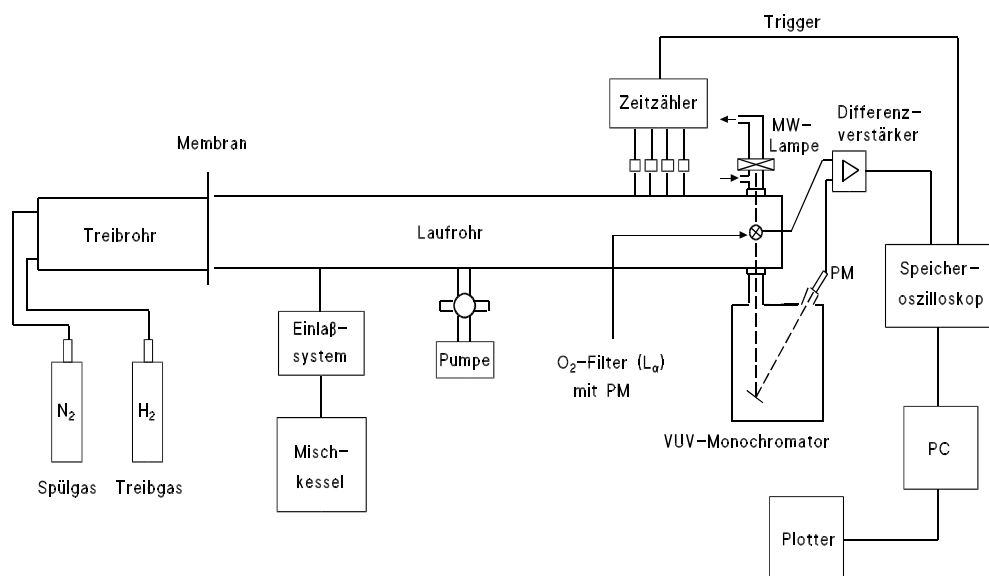 Trigger
Zeitzähler
MW-
Lampe
Differenz-
verstärker
Membran
Treibrohr
Laufrohr
PM
Speicher-
oszilloskop
Einlaß-
system
Pumpe
O₂-Filter (Lα)
mit PM
N₂
H₂
Misch-
kessel
VUV-Monochromator
PC
Spülgas
Treibgas
Plotter